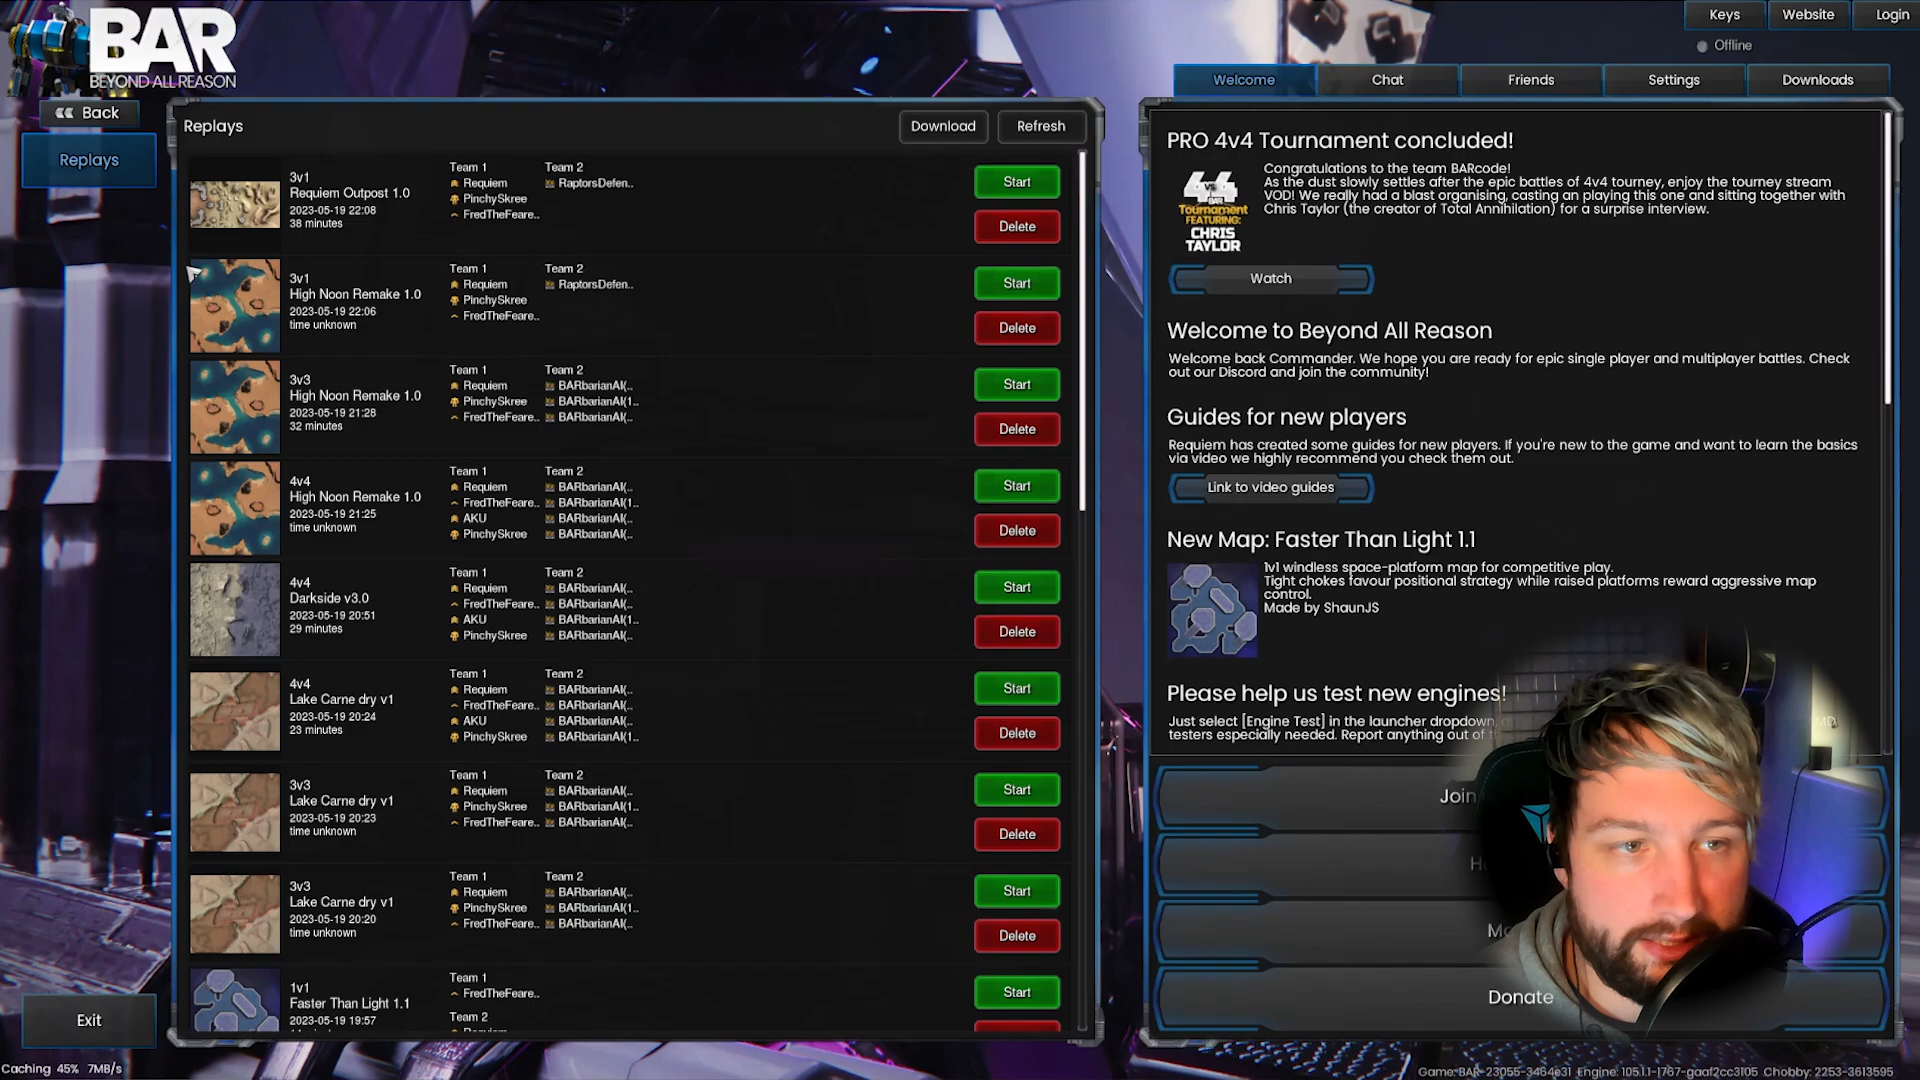 BAR
BEYOND ALL REASON
Keys
Website
Login
Offline
Back
Replays
Welcome
Chat
Friends
Settings
Downloads
Replays
Download
Refresh
3v1
Requiem Outpost 1.0
2023-05-19 22:08
38 minutes
Team 1
Requiem
PinchySkree
FredTheFeare..
Team 2
RaptorsDefen..
Start
Delete
3v1
High Noon Remake 1.0
2023-05-19 22:06
time unknown
Team 1
Requiem
PinchySkree
FredTheFeare..
Team 2
RaptorsDefen..
Start
Delete
3v3
High Noon Remake 1.0
2023-05-19 21:28
32 minutes
Team 1
Requiem
PinchySkree
FredTheFeare..
Team 2
BARbarianAI(..
BARbarianAI(1..
BARbarianAI(..
Start
Delete
4v4
High Noon Remake 1.0
2023-05-19 21:25
time unknown
Team 1
Requiem
FredTheFeare..
AKU
PinchySkree
Team 2
BARbarianAI(..
BARbarianAI(1..
BARbarianAI(..
BARbarianAI(..
Start
Delete
4v4
Darkside v3.0
2023-05-19 20:51
29 minutes
Team 1
Requiem
FredTheFeare..
AKU
PinchySkree
Team 2
BARbarianAI(..
BARbarianAI(..
BARbarianAI(1..
BARbarianAI(..
Start
Delete
4v4
Lake Carne dry v1
2023-05-19 20:24
23 minutes
Team 1
Requiem
FredTheFeare..
AKU
PinchySkree
Team 2
BARbarianAI(..
BARbarianAI(..
BARbarianAI(..
BARbarianAI(1..
Start
Delete
3v3
Lake Carne dry v1
2023-05-19 20:23
time unknown
Team 1
Requiem
PinchySkree
FredTheFeare..
Team 2
BARbarianAI(..
BARbarianAI(1..
BARbarianAI(..
Start
Delete
3v3
Lake Carne dry v1
2023-05-19 20:20
time unknown
Team 1
Requiem
PinchySkree
FredTheFeare..
Team 2
BARbarianAI(..
BARbarianAI(1..
BARbarianAI(..
Start
Delete
1v1
Faster Than Light 1.1
2023-05-19 19:57
Team 1
FredTheFeare..
Team 2
Start
PRO 4v4 Tournament concluded!
Congratulations to the team BARcode!
As the dust slowly settles after the epic battles of 4v4 tourney, enjoy the tourney stream
VOD! We really had a blast organising, casting an playing this one and sitting together with
Chris Taylor (the creator of Total Annihilation) for a surprise interview.
Tournament
FEATURING:
CHRIS
TAYLOR
Watch
Welcome to Beyond All Reason
Welcome back Commander. We hope you are ready for epic single player and multiplayer battles. Check
out our Discord and join the community!
Guides for new players
Requiem has created some guides for new players. If you're new to the game and want to learn the basics
via video we highly recommend you check them out.
Link to video guides
New Map: Faster Than Light 1.1
1v1 windless space-platform map for competitive play.
Tight chokes favour positional strategy while raised platforms reward aggressive map
control.
Made by ShaunJS
Please help us test new engines!
Just select [Engine Test] in the launcher dropdown,
testers especially needed. Report anything out of
Join
Donate
Exit
Caching 45% 7MB/s
Game: BAR-23055-3464e31 Engine: 105.1.1-1767-gaaf2cc3105 Chobby: 2253-3613595